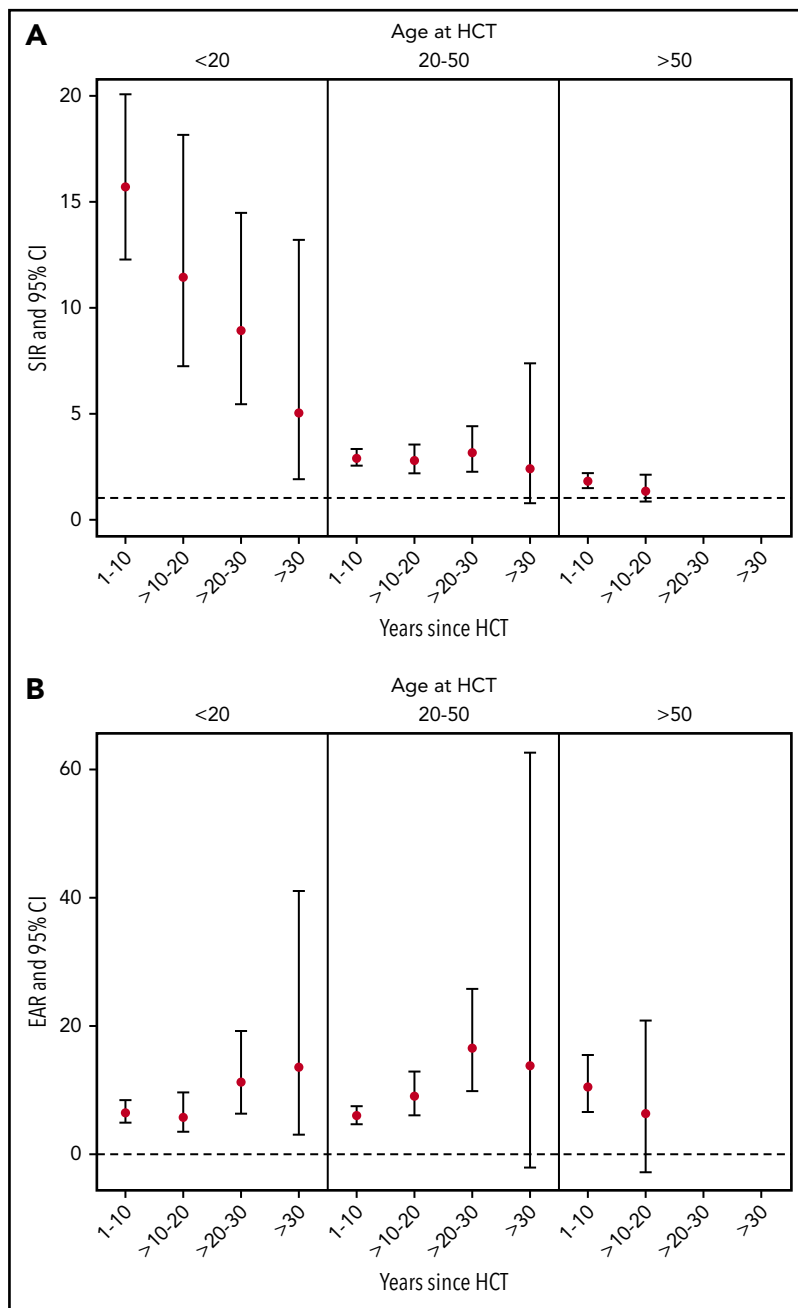 A
Age at HCT
<20 20-50 >50
SIR and 95% CI
20
15
10
5
0
1-10 >10-20 >20-30 >30 1-10 >10-20 >20-30 >30 1-10 >10-20 >20-30 >30
Years since HCT
B
Age at HCT
<20 20-50 >50
EAR and 95% CI
60
40
20
0
1-10 >10-20 >20-30 >30 1-10 >10-20 >20-30 >30 1-10 >10-20 >20-30 >30
Years since HCT